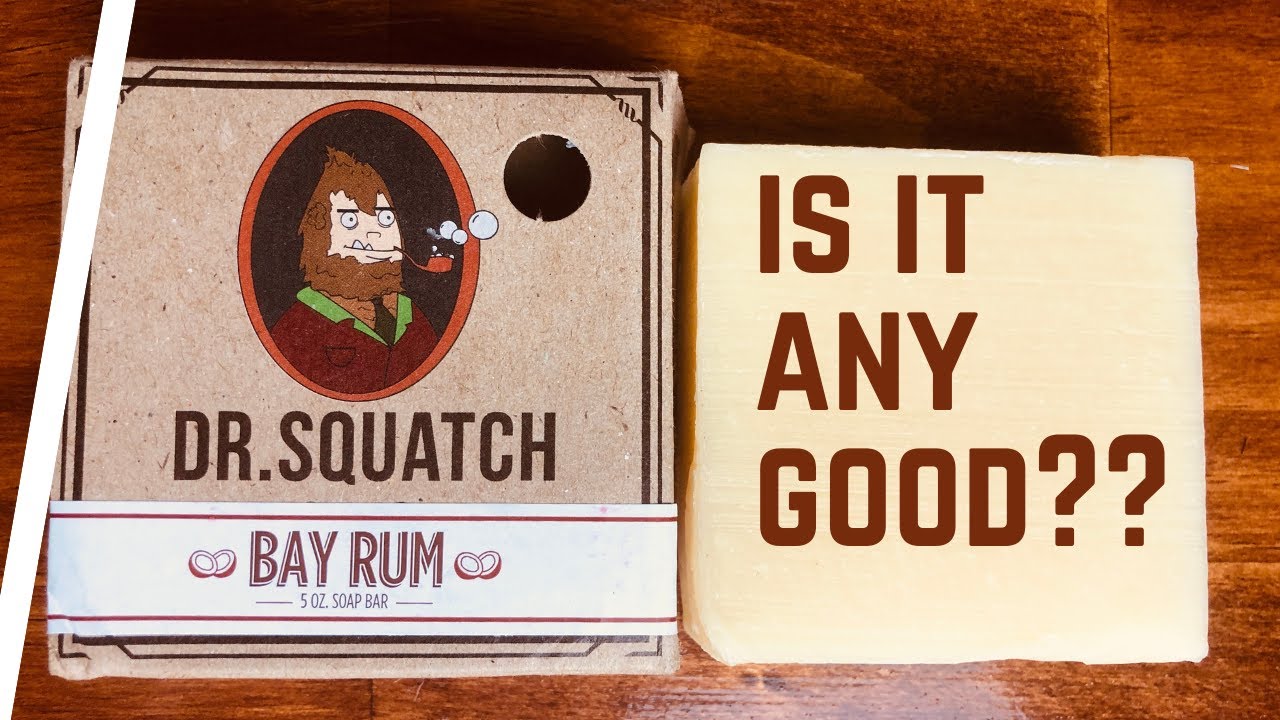 DR.SQUATCH
BAY RUM
5 OZ. SOAP BAR
IS IT
ANY
GOOD??